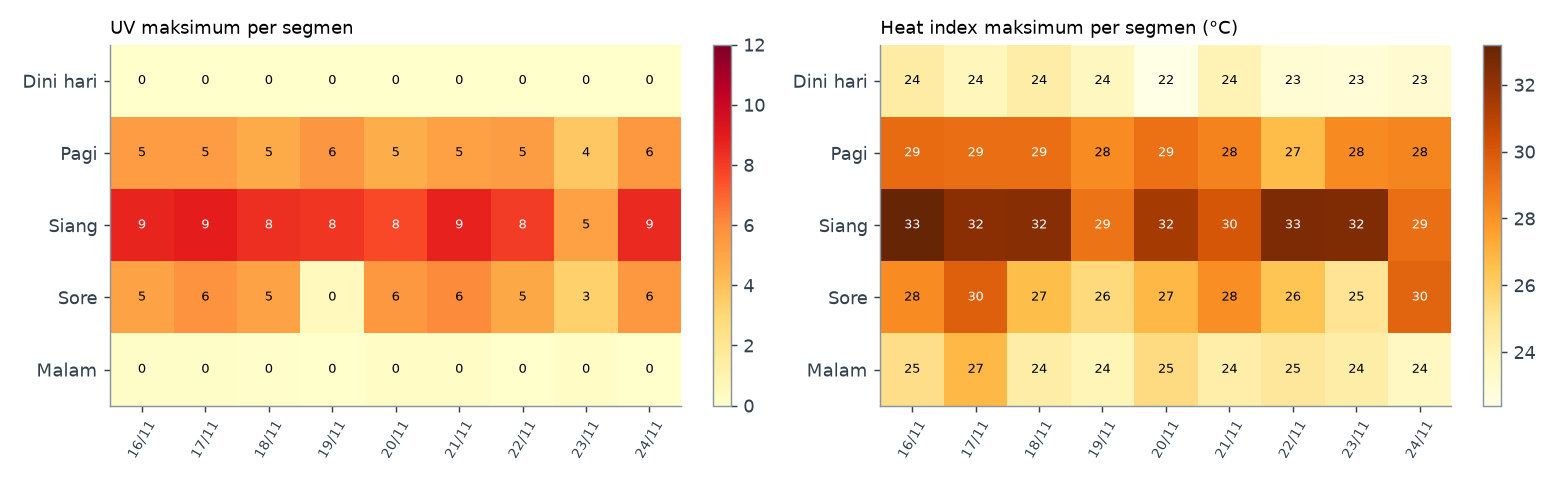 UV maksimum per segmen
Dini hari 0 0 0 0 0 0 0 0 0
Pagi 5 5 5 6 5 5 5 4 6
Siang 9 9 8 8 8 9 8 5 9
Sore 5 6 5 0 6 6 5 3 6
Malam 0 0 0 0 0 0 0 0 0
16/11 17/11 18/11 19/11 20/11 21/11 22/11 23/11 24/11
12
10
8
6
4
2
0
Heat index maksimum per segmen (°C)
Dini hari 24 24 24 24 22 24 23 23 23
Pagi 29 29 29 28 29 28 27 28 28
Siang 33 32 32 29 32 30 33 32 29
Sore 28 30 27 26 27 28 26 25 30
Malam 25 27 24 24 25 24 25 24 24
16/11 17/11 18/11 19/11 20/11 21/11 22/11 23/11 24/11
32
30
28
26
24